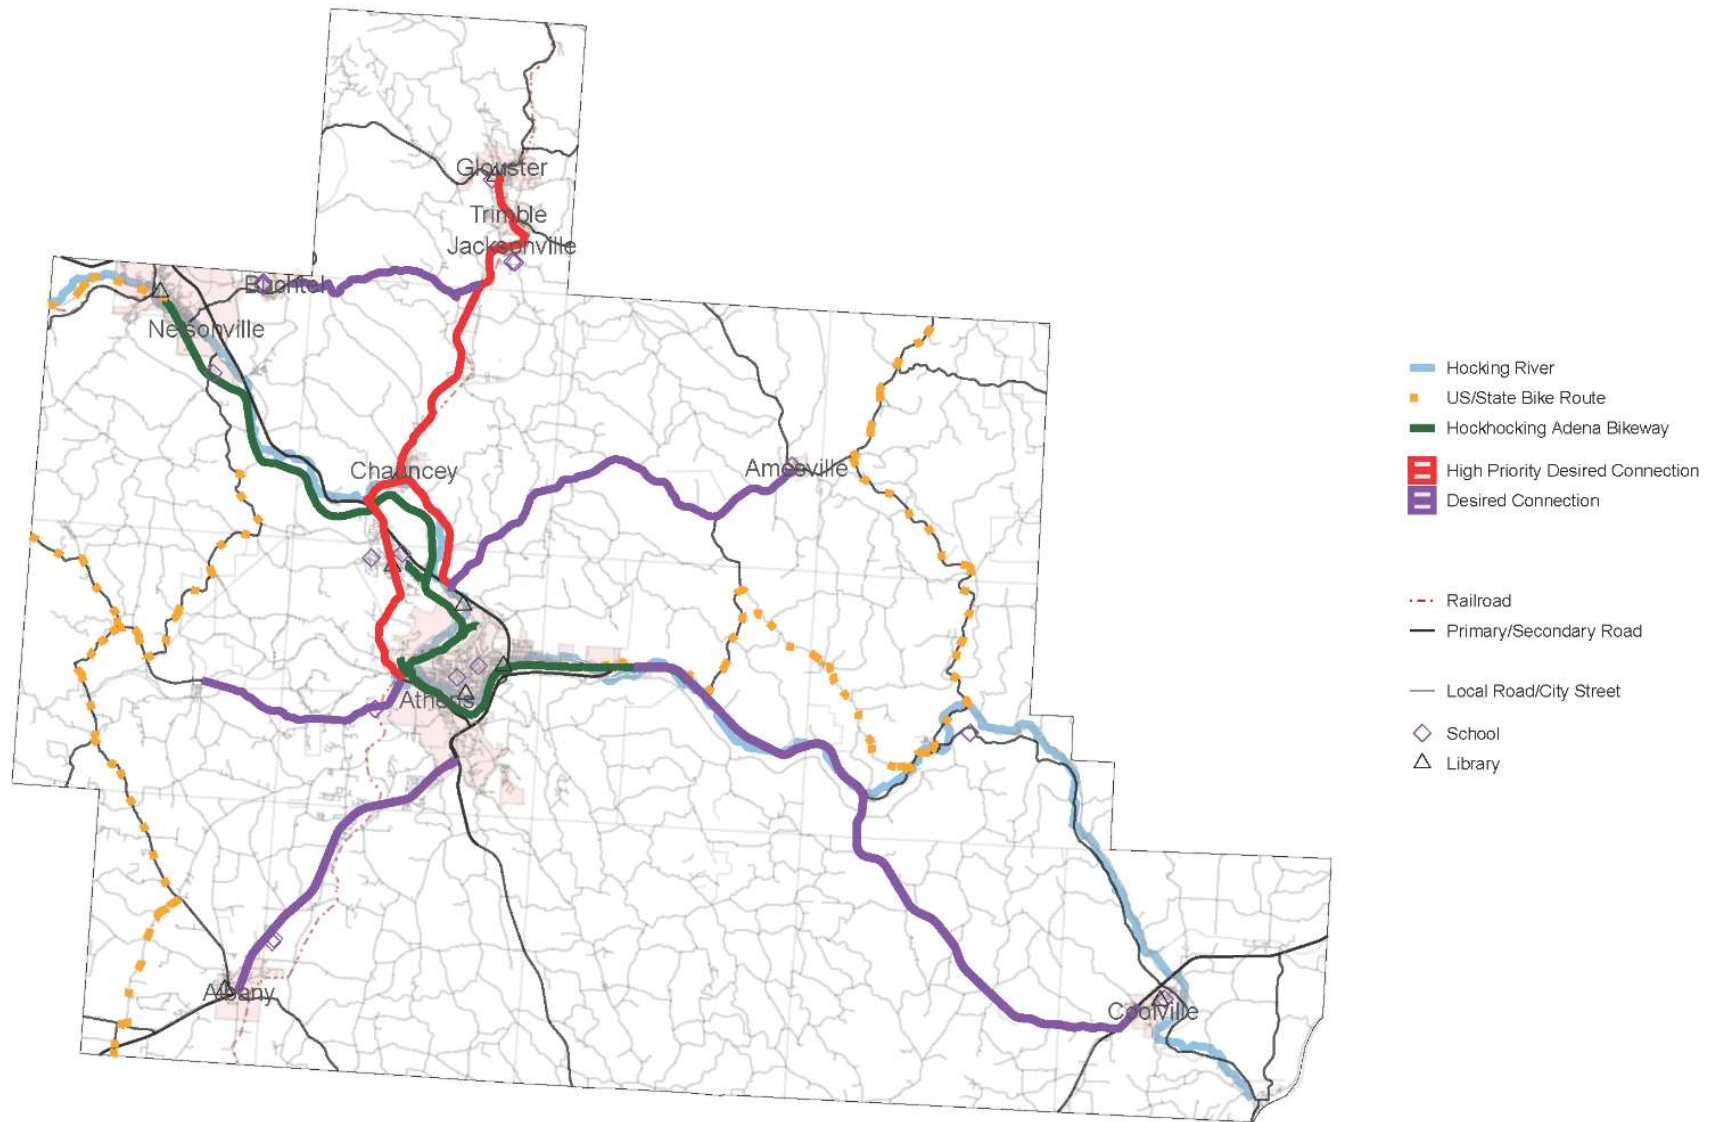 Glouster
Trimble
Jacksonville
Buchtel
Nelsonville
Chauncey
Amesville
Athens
Albany
Coolville
Hocking River
US/State Bike Route
Hockhocking Adena Bikeway
High Priority Desired Connection
Desired Connection
Railroad
Primary/Secondary Road
Local Road/City Street
School
Library